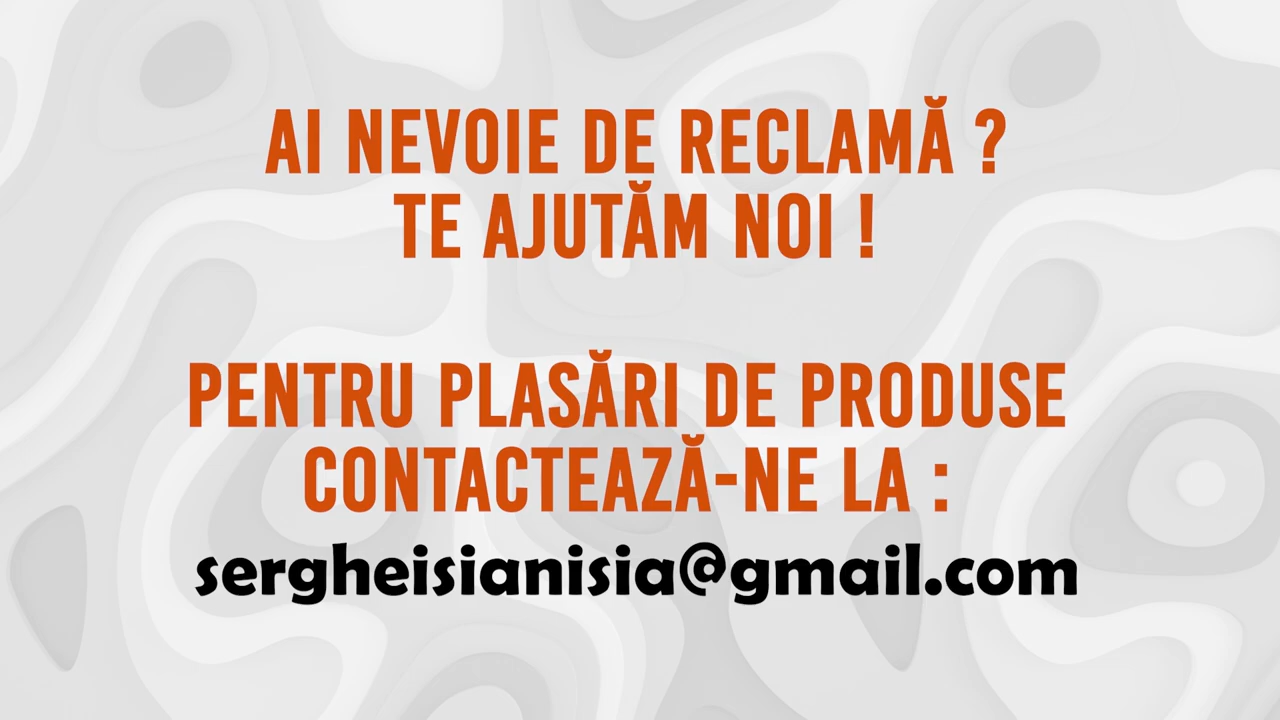 AI NEVOIE DE RECLAMĂ ?
TE AJUTĂM NOI !
PENTRU PLASĂRI DE PRODUSE
CONTACTEAZĂ-NE LA :
sergheisianisia@gmail.com